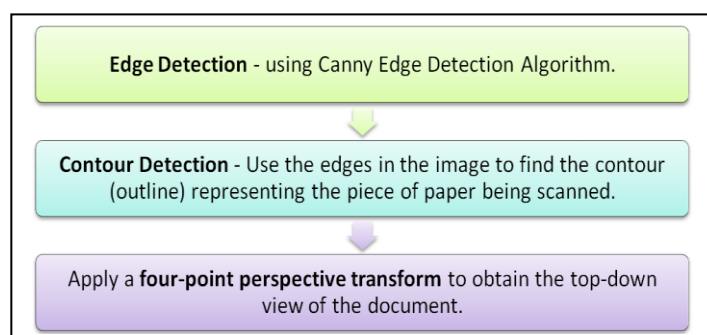 Edge Detection - using Canny Edge Detection Algorithm.
Contour Detection - Use the edges in the image to find the contour
(outline) representing the piece of paper being scanned.
Apply a four-point perspective transform to obtain the top-down
view of the document.